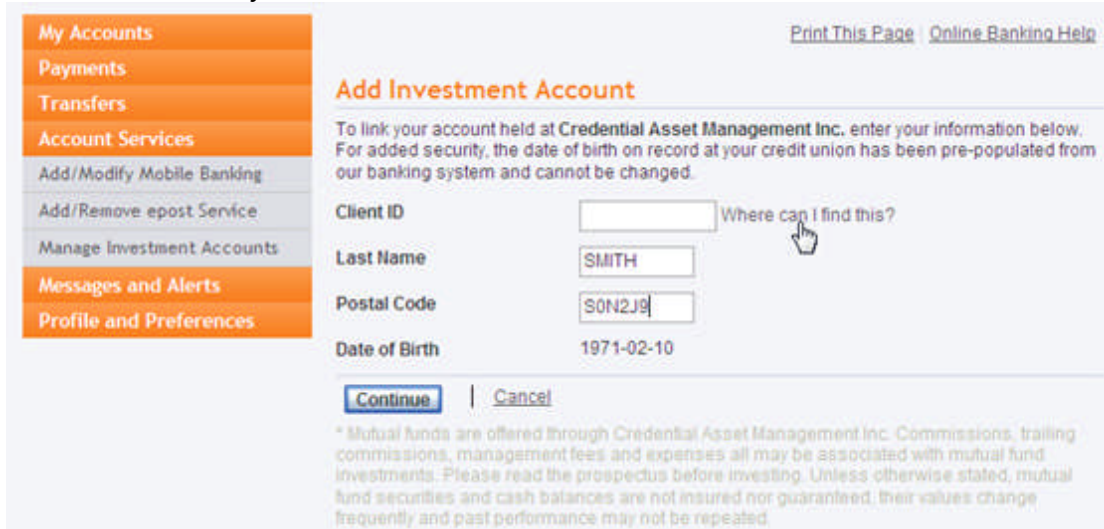 My Accounts
Payments
Transfers
Account Services
Add/Modify Mobile Banking
Add/Remove epost Service
Manage Investment Accounts
Messages and Alerts
Profile and Preferences
Print This Page | Online Banking Help
Add Investment Account
To link your account held at Credential Asset Management Inc. enter your information below.
For added security, the date of birth on record at your credit union has been pre-populated from
our banking system and cannot be changed.
Client ID Where can I find this?
Last Name SMITH
Postal Code S0N2J9
Date of Birth 1971-02-10
Continue | Cancel
* Mutual funds are offered through Credential Asset Management Inc. Commissions, trailing
commissions, management fees and expenses all may be associated with mutual fund
investments. Please read the prospectus before investing. Unless otherwise stated, mutual
fund securities and cash balances are not insured nor guaranteed, their values change
frequently and past performance may not be repeated.